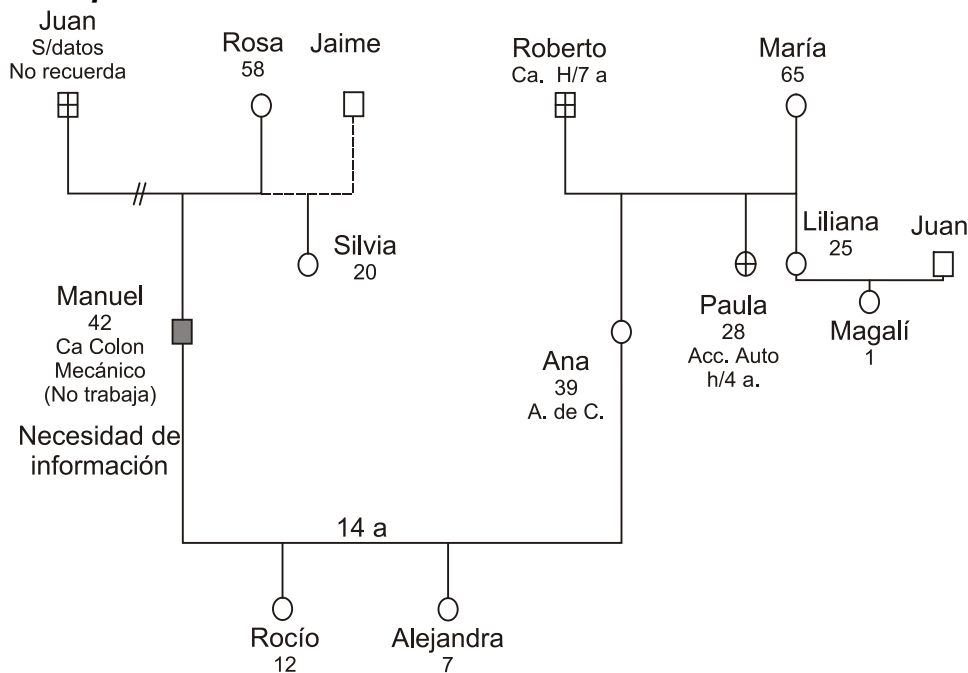 Juan
S/datos
No recuerda
Rosa
58
Jaime
Roberto
Ca. H/7 a
María
65
Silvia
20
Liliana
25
Juan
Manuel
42
Ca Colon
Mecánico
(No trabaja)
Necesidad de
información
Ana
39
A. de C.
Paula
28
Acc. Auto
h/4 a.
Magalí
1
14 a
Rocío
12
Alejandra
7